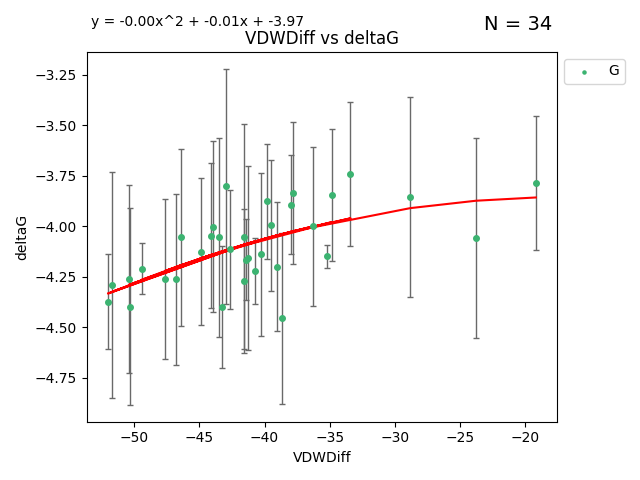 y = -0.00x^2 + -0.01x + -3.97
N = 34
VDWDiff vs deltaG
G
deltaG
−3.25
−3.50
−3.75
−4.00
−4.25
−4.50
−4.75
−50
−45
−40
−35
−30
−25
−20
VDWDiff